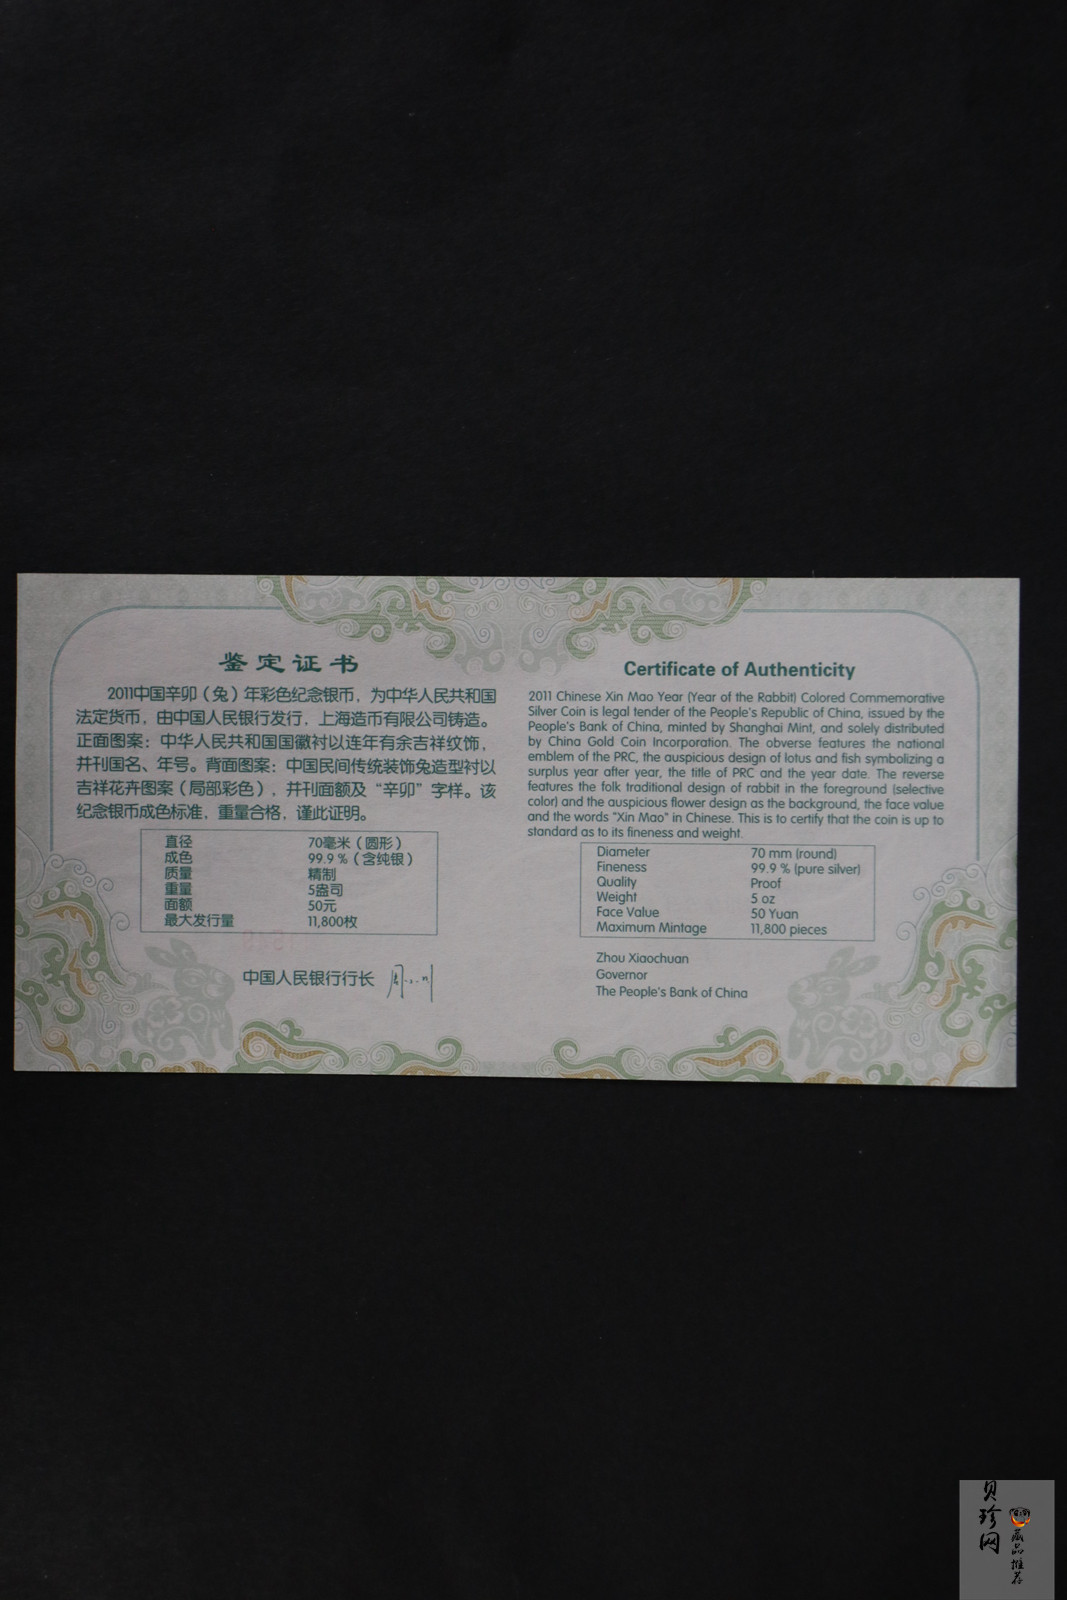 鉴定证书
2011中国辛卯（兔）年彩色纪念银币，为中华人民共和国
法定货币，由中国人民银行发行，上海造币有限公司铸造。
正面图案：中华人民共和国国徽衬以连年有余吉祥纹饰，
并刊国名、年号。背面图案：中国民间传统装饰兔造型衬以
吉祥花卉图案（局部彩色），并刊面额及“辛卯”字样。该
纪念银币成色标准，重量合格，谨此证明。
直径 70毫米（圆形）
成色 99.9 %（含纯银）
质量 精制
重量 5盎司
面额 50元
最大发行量 11,800枚
中国人民银行行长
Certificate of Authenticity
2011 Chinese Xin Mao Year (Year of the Rabbit) Colored Commemorative
Silver Coin is legal tender of the People's Republic of China, issued by the
People's Bank of China, minted by Shanghai Mint, and solely distributed
by China Gold Coin Incorporation. The obverse features the national
emblem of the PRC, the auspicious design of lotus and fish symbolizing a
surplus year after year, the title of PRC and the year date. The reverse
features the folk traditional design of rabbit in the foreground (selective
color) and the auspicious flower design as the background, the face value
and the words "Xin Mao" in Chinese. This is to certify that the coin is up to
standard as to its fineness and weight.
Diameter 70 mm (round)
Fineness 99.9 % (pure silver)
Quality Proof
Weight 5 oz
Face Value 50 Yuan
Maximum Mintage 11,800 pieces
Zhou Xiaochuan
Governor
The People's Bank of China
贝珍网
藏品推荐